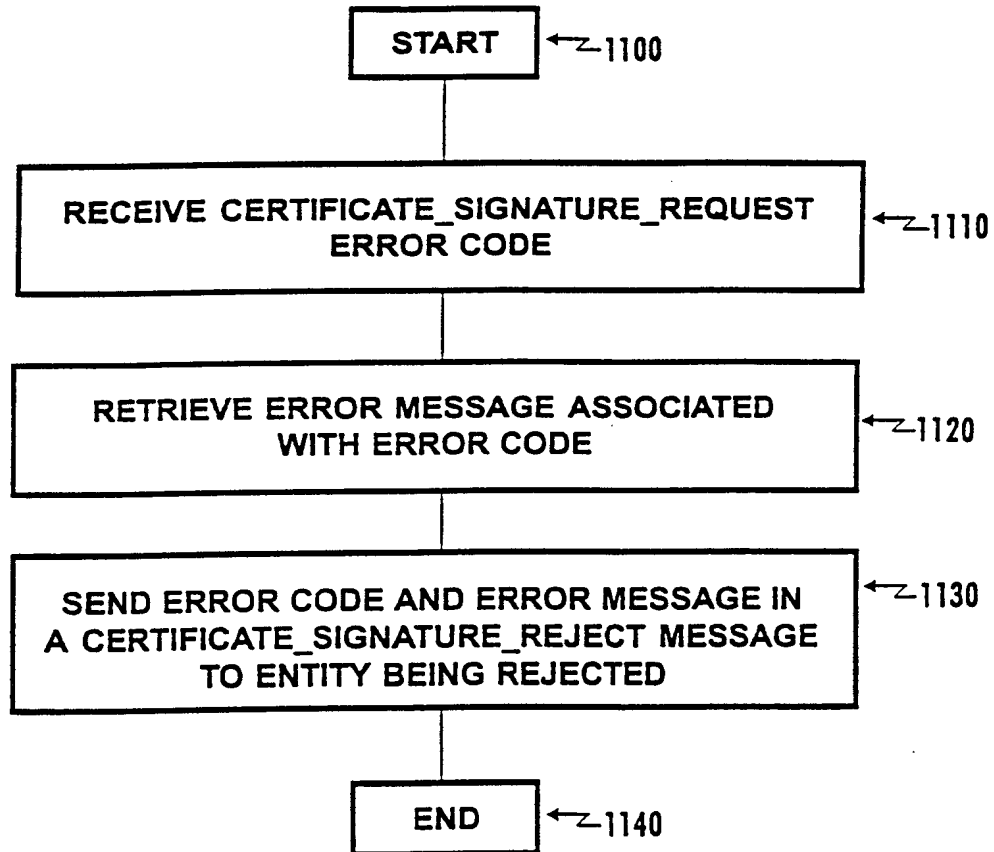 START
1100
RECEIVE CERTIFICATE_SIGNATURE_REQUEST
ERROR CODE
1110
RETRIEVE ERROR MESSAGE ASSOCIATED
WITH ERROR CODE
1120
SEND ERROR CODE AND ERROR MESSAGE IN
A CERTIFICATE_SIGNATURE_REJECT MESSAGE
TO ENTITY BEING REJECTED
1130
END
1140